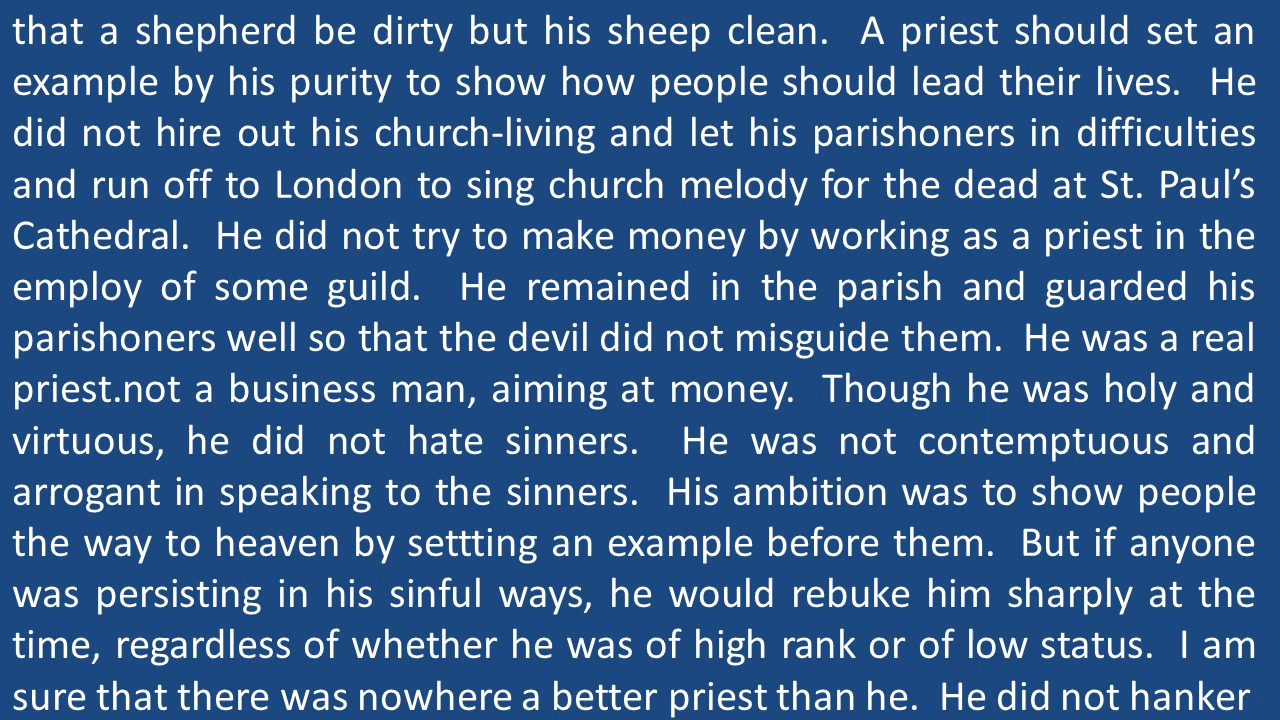 that a shepherd be dirty but his sheep clean.  A priest should set an
example by his purity to show how people should lead their lives.  He
did not hire out his church-living and let his parishoners in difficulties
and run off to London to sing church melody for the dead at St. Paul’s
Cathedral.  He did not try to make money by working as a priest in the
employ of some guild.  He remained in the parish and guarded his
parishoners well so that the devil did not misguide them.  He was a real
priest.not a business man, aiming at money.  Though he was holy and
virtuous, he did not hate sinners.  He was not contemptuous and
arrogant in speaking to the sinners.  His ambition was to show people
the way to heaven by settting an example before them.  But if anyone
was persisting in his sinful ways, he would rebuke him sharply at the
time, regardless of whether he was of high rank or of low status.  I am
sure that there was nowhere a better priest than he.  He did not hanker